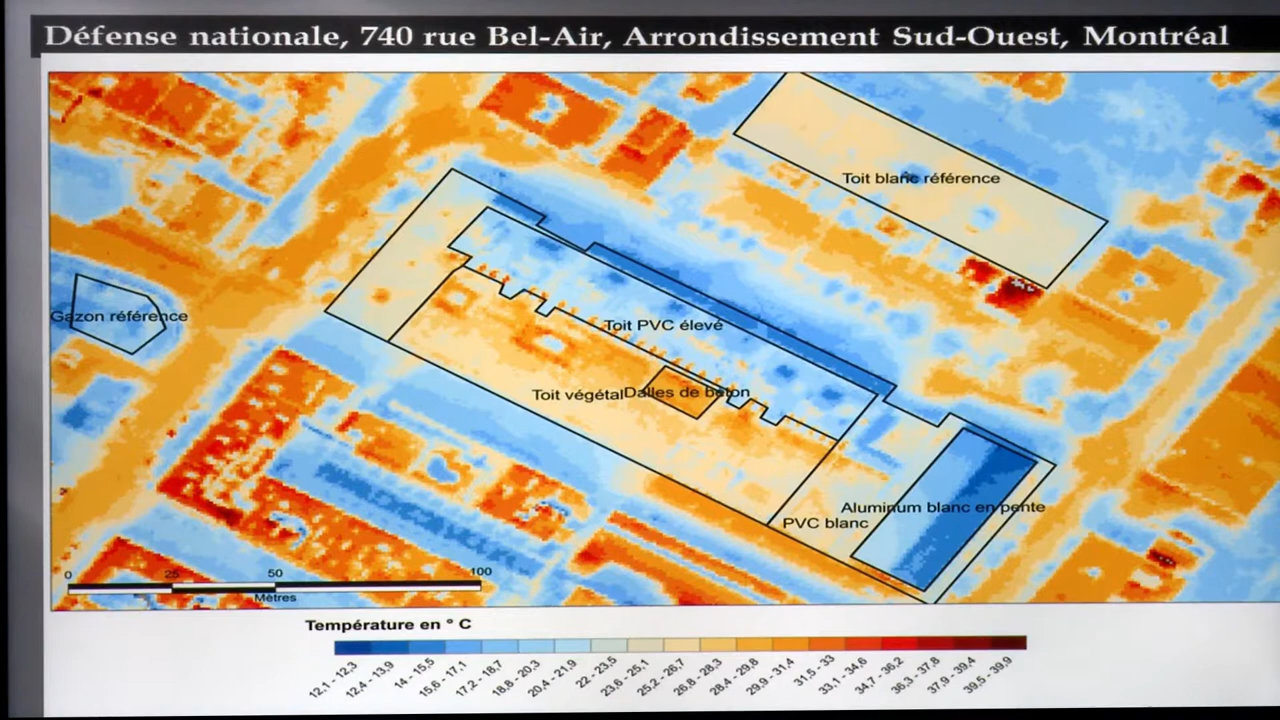 Défense nationale, 740 rue Bel-Air, Arrondissement Sud-Ouest, Montréal
Toit blanc référence
Gazon référence
Toit PVC élevé
Toit végétal
Dalles de béton
Aluminum blanc en pente
PVC blanc
0 25 50 100
Mètres
Température en ° C
12,1 - 12,3
12,4 - 13,9
14 - 15,5
15,6 - 17,1
17,2 - 18,7
18,8 - 20,3
20,4 - 21,9
22 - 23,5
23,6 - 25,1
25,2 - 26,7
26,8 - 28,3
28,4 - 29,8
29,9 - 31,4
31,5 - 33
33,1 - 34,6
34,7 - 36,2
36,3 - 37,8
37,9 - 39,4
39,5 - 39,9